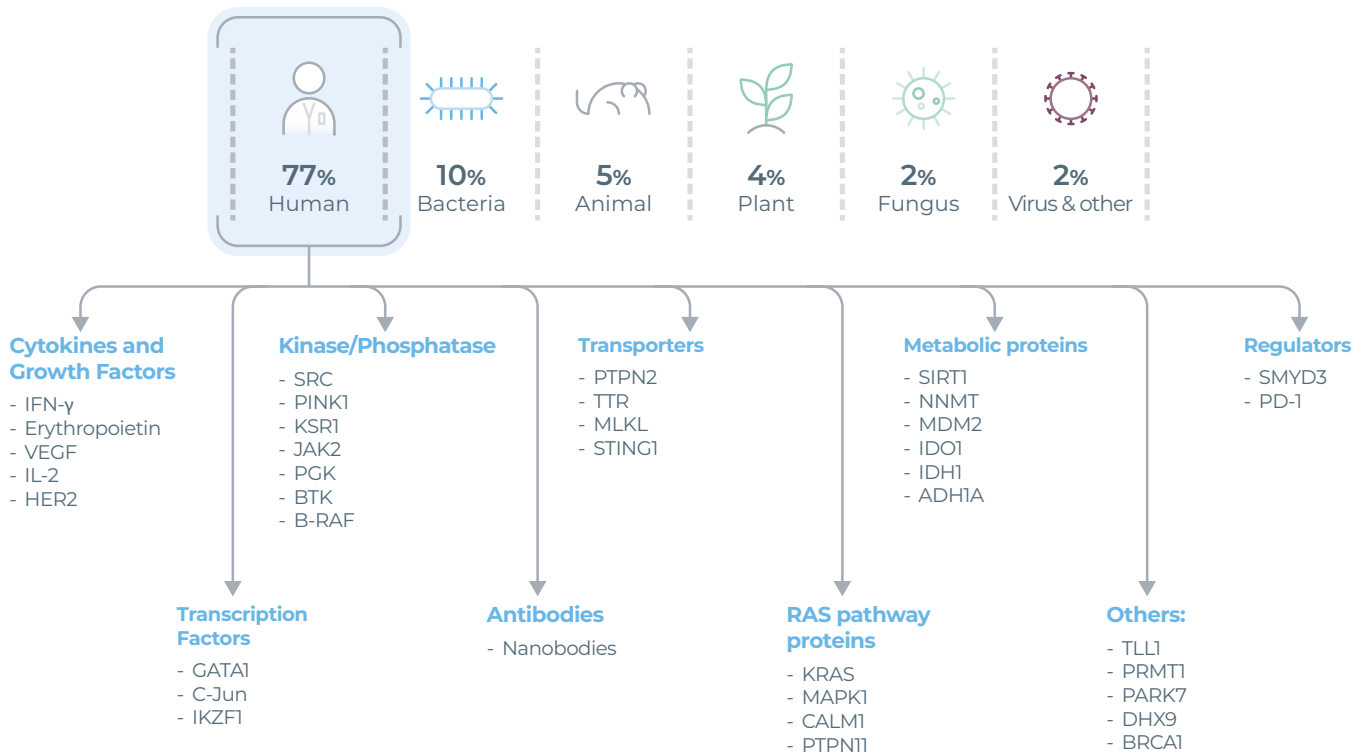 77%
Human
10%
Bacteria
5%
Animal
4%
Plant
2%
Fungus
2%
Virus & other
Cytokines and
Growth Factors
- IFN-γ
- Erythropoietin
- VEGF
- IL-2
- HER2
Kinase/Phosphatase
- SRC
- PINK1
- KSR1
- JAK2
- PGK
- BTK
- B-RAF
Transporters
- PTPN2
- TTR
- MLKL
- STING1
Metabolic proteins
- SIRT1
- NNMT
- MDM2
- IDO1
- IDH1
- ADH1A
Regulators
- SMYD3
- PD-1
Transcription
Factors
- GATA1
- C-Jun
- IKZF1
Antibodies
- Nanobodies
RAS pathway
proteins
- KRAS
- MAPK1
- CALM1
- PTPN11
Others:
- TLL1
- PRMT1
- PARK7
- DHX9
- BRCA1